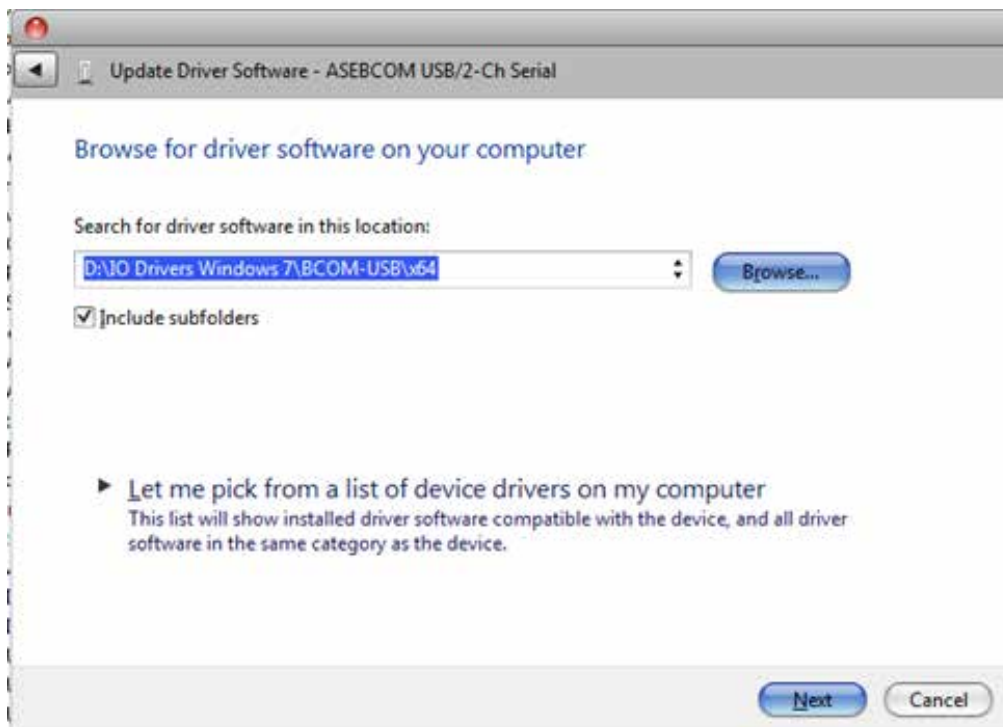 Update Driver Software - ASEBCOM USB/2-Ch Serial
Browse for driver software on your computer
Search for driver software in this location:
D:\IO Drivers Windows 7\BCOM-USB\x64
Browse...
Include subfolders
Let me pick from a list of device drivers on my computer
This list will show installed driver software compatible with the device, and all driver
software in the same category as the device.
Next
Cancel